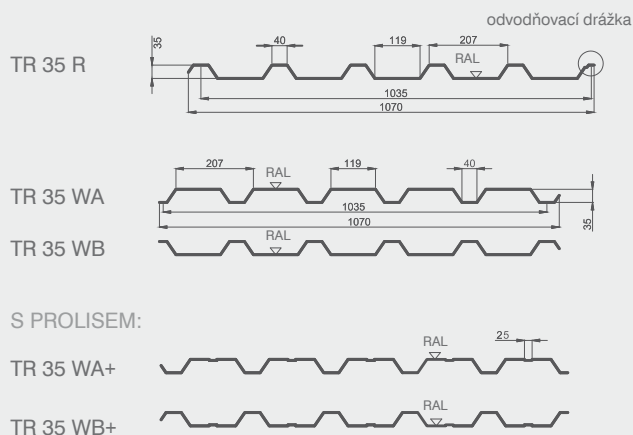 odvodňovací drážka
TR 35 R
35
40
119
207
RAL
1035
1070
TR 35 WA
207
RAL
119
40
35
1035
1070
TR 35 WB
RAL
S PROLISEM:
TR 35 WA+
RAL
25
TR 35 WB+
RAL